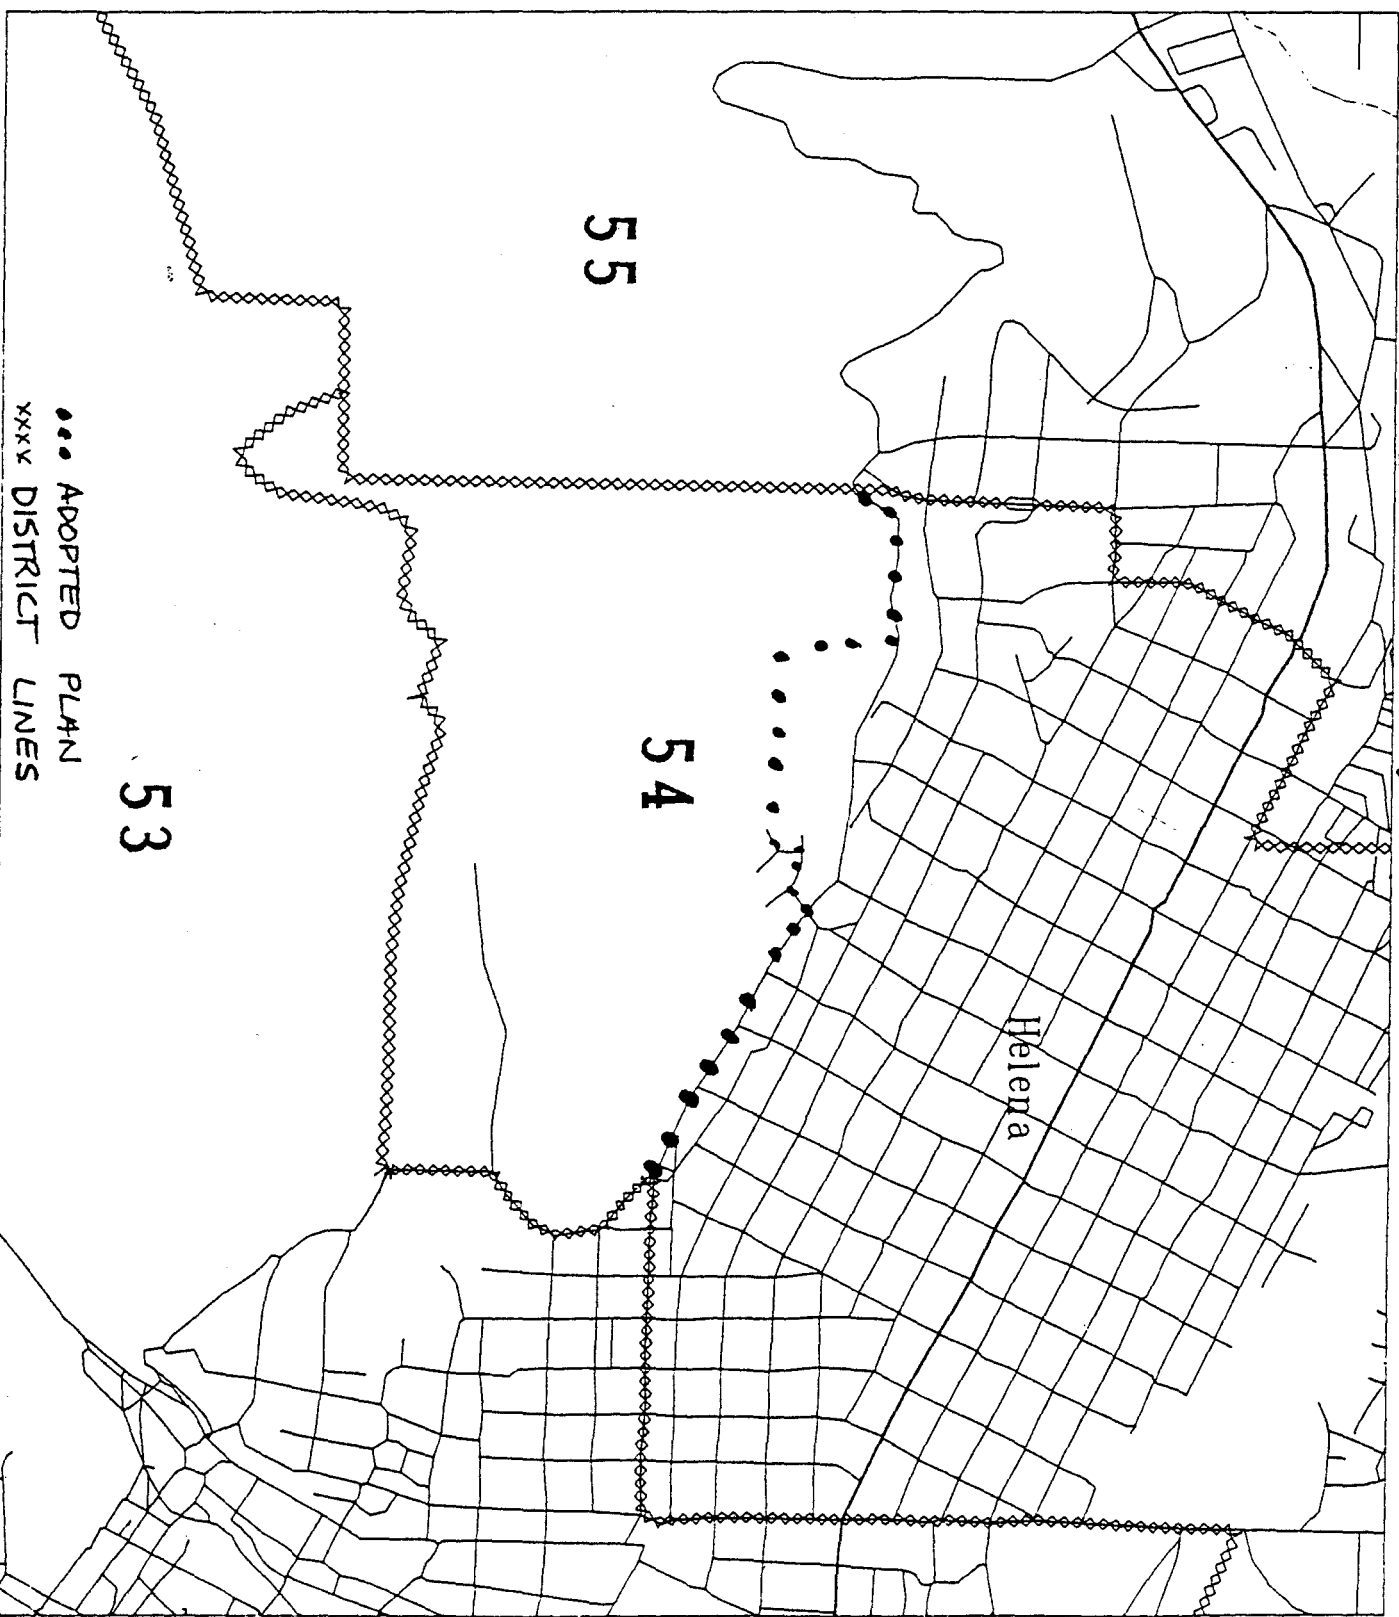 55
54
53
Helena
••• ADOPTED PLAN
xxxx DISTRICT LINES